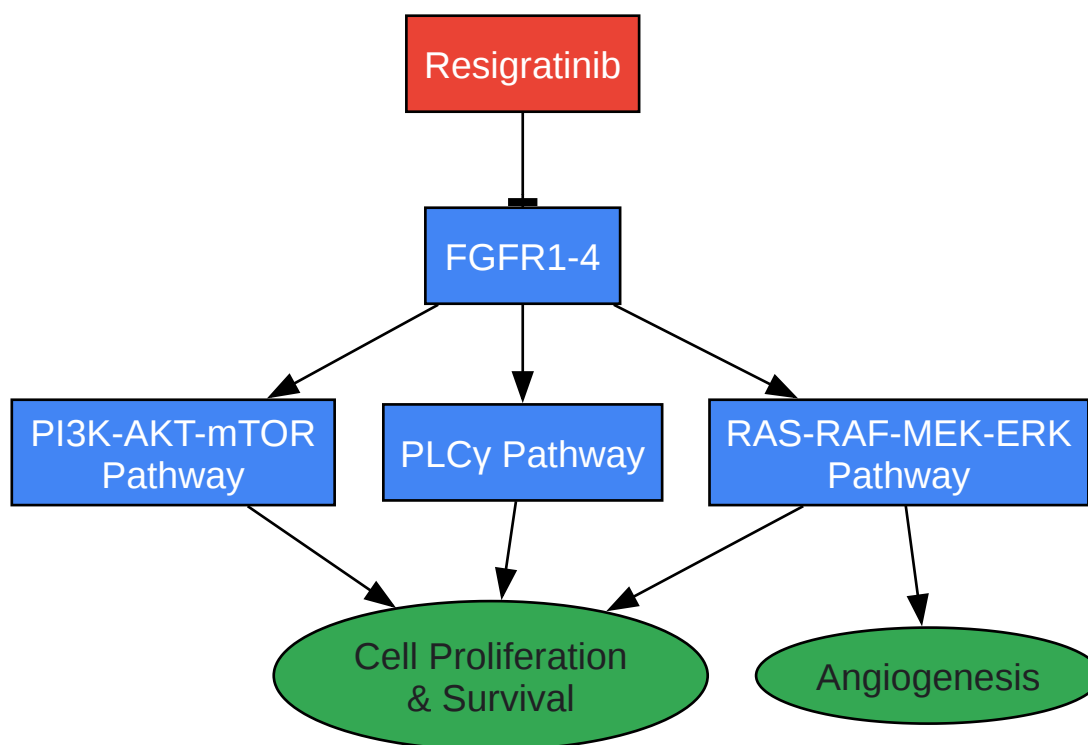 Resigratinib
FGFR1-4
PI3K-AKT-mTOR
Pathway
PLCγ Pathway
RAS-RAF-MEK-ERK
Pathway
Cell Proliferation
& Survival
Angiogenesis